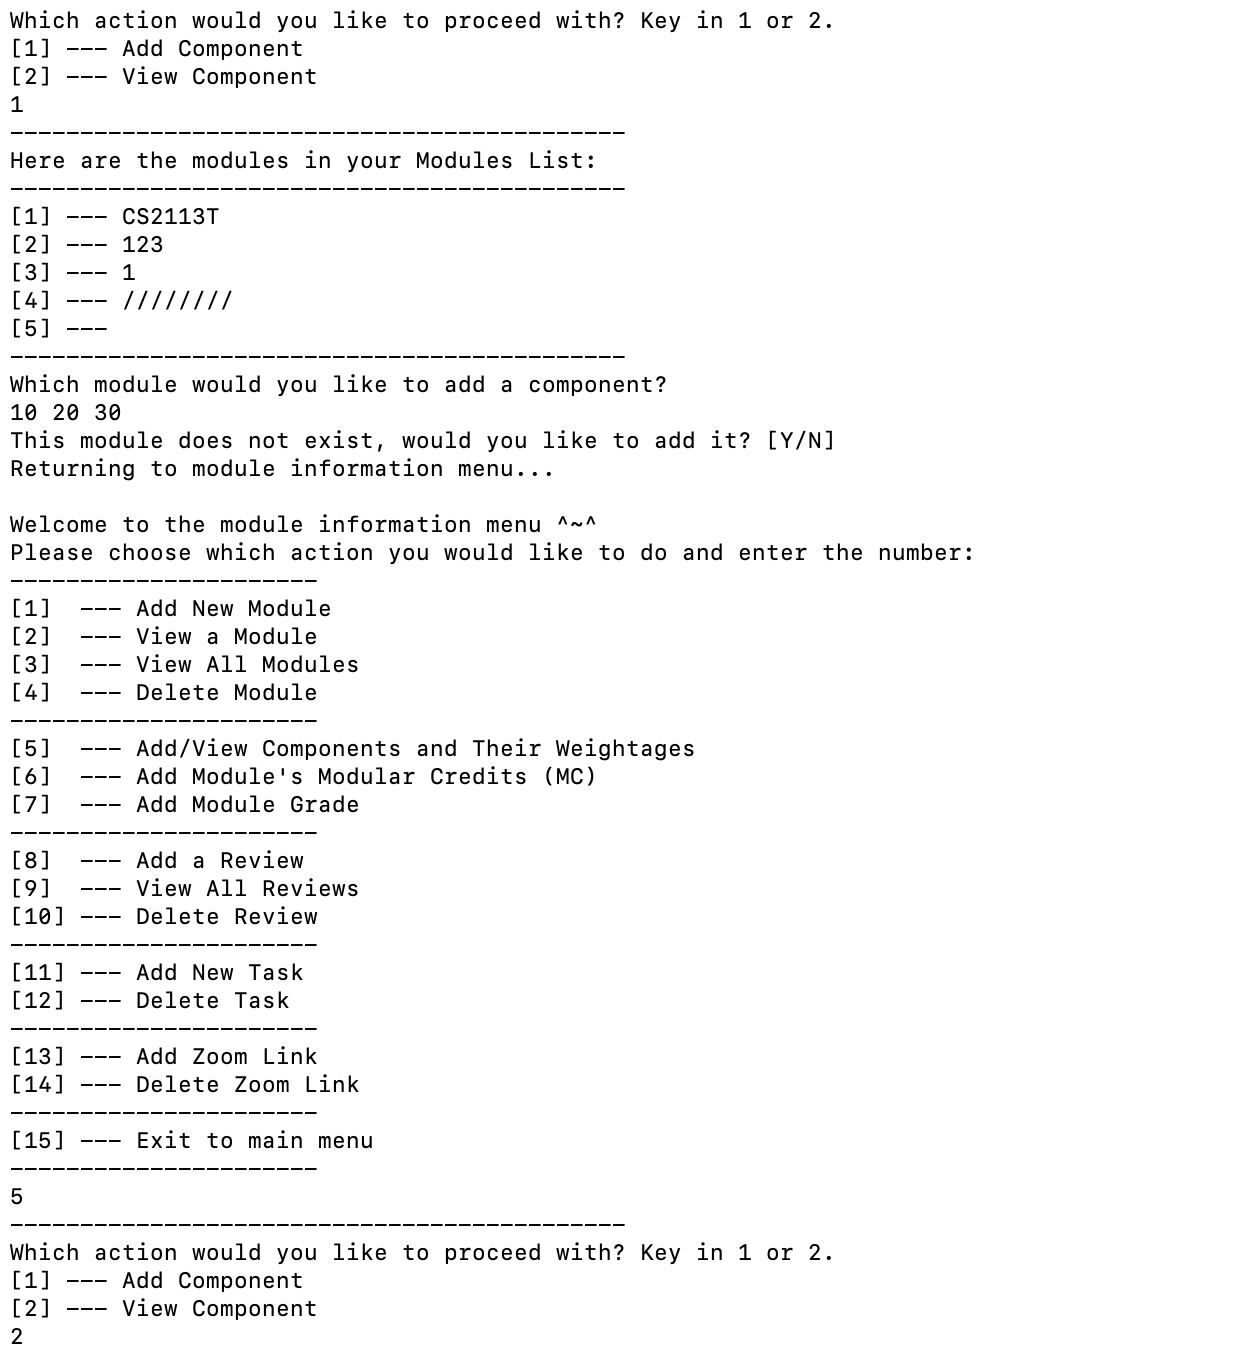 Which action would you like to proceed with? Key in 1 or 2.
[1] --- Add Component
[2] --- View Component
1
--------------------------------------------
Here are the modules in your Modules List:
--------------------------------------------
[1] --- CS2113T
[2] --- 123
[3] --- 1
[4] --- ////////
[5] ---
--------------------------------------------
Which module would you like to add a component?
10 20 30
This module does not exist, would you like to add it? [Y/N]
Returning to module information menu...

Welcome to the module information menu ^~^
Please choose which action you would like to do and enter the number:
----------------------
[1]  --- Add New Module
[2]  --- View a Module
[3]  --- View All Modules
[4]  --- Delete Module
----------------------
[5]  --- Add/View Components and Their Weightages
[6]  --- Add Module's Modular Credits (MC)
[7]  --- Add Module Grade
----------------------
[8]  --- Add a Review
[9]  --- View All Reviews
[10] --- Delete Review
----------------------
[11] --- Add New Task
[12] --- Delete Task
----------------------
[13] --- Add Zoom Link
[14] --- Delete Zoom Link
----------------------
[15] --- Exit to main menu
----------------------
5
--------------------------------------------
Which action would you like to proceed with? Key in 1 or 2.
[1] --- Add Component
[2] --- View Component
2